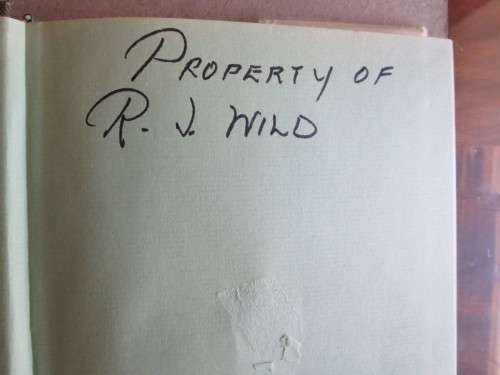 PROPERTY OF
R. J. WILD